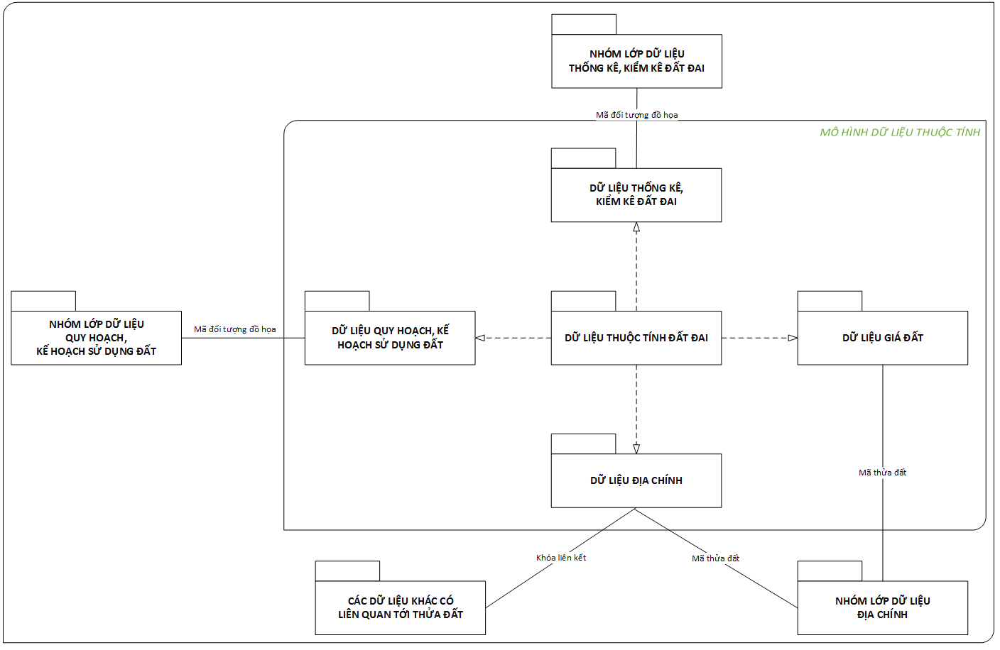 NHÓM LỚP DỮ LIỆU
THỐNG KÊ, KIỂM KÊ ĐẤT ĐAI
Mã đối tượng đồ họa
MÔ HÌNH DỮ LIỆU THUỘC TÍNH
DỮ LIỆU THỐNG KÊ,
KIỂM KÊ ĐẤT ĐAI
NHÓM LỚP DỮ LIỆU
QUY HOẠCH,
KẾ HOẠCH SỬ DỤNG ĐẤT
Mã đối tượng đồ họa
DỮ LIỆU QUY HOẠCH, KẾ
HOẠCH SỬ DỤNG ĐẤT
DỮ LIỆU THUỘC TÍNH ĐẤT ĐAI
DỮ LIỆU GIÁ ĐẤT
DỮ LIỆU ĐỊA CHÍNH
Mã thửa đất
Khóa liên kết
Mã thửa đất
CÁC DỮ LIỆU KHÁC CÓ
LIÊN QUAN TỚI THỬA ĐẤT
NHÓM LỚP DỮ LIỆU
ĐỊA CHÍNH